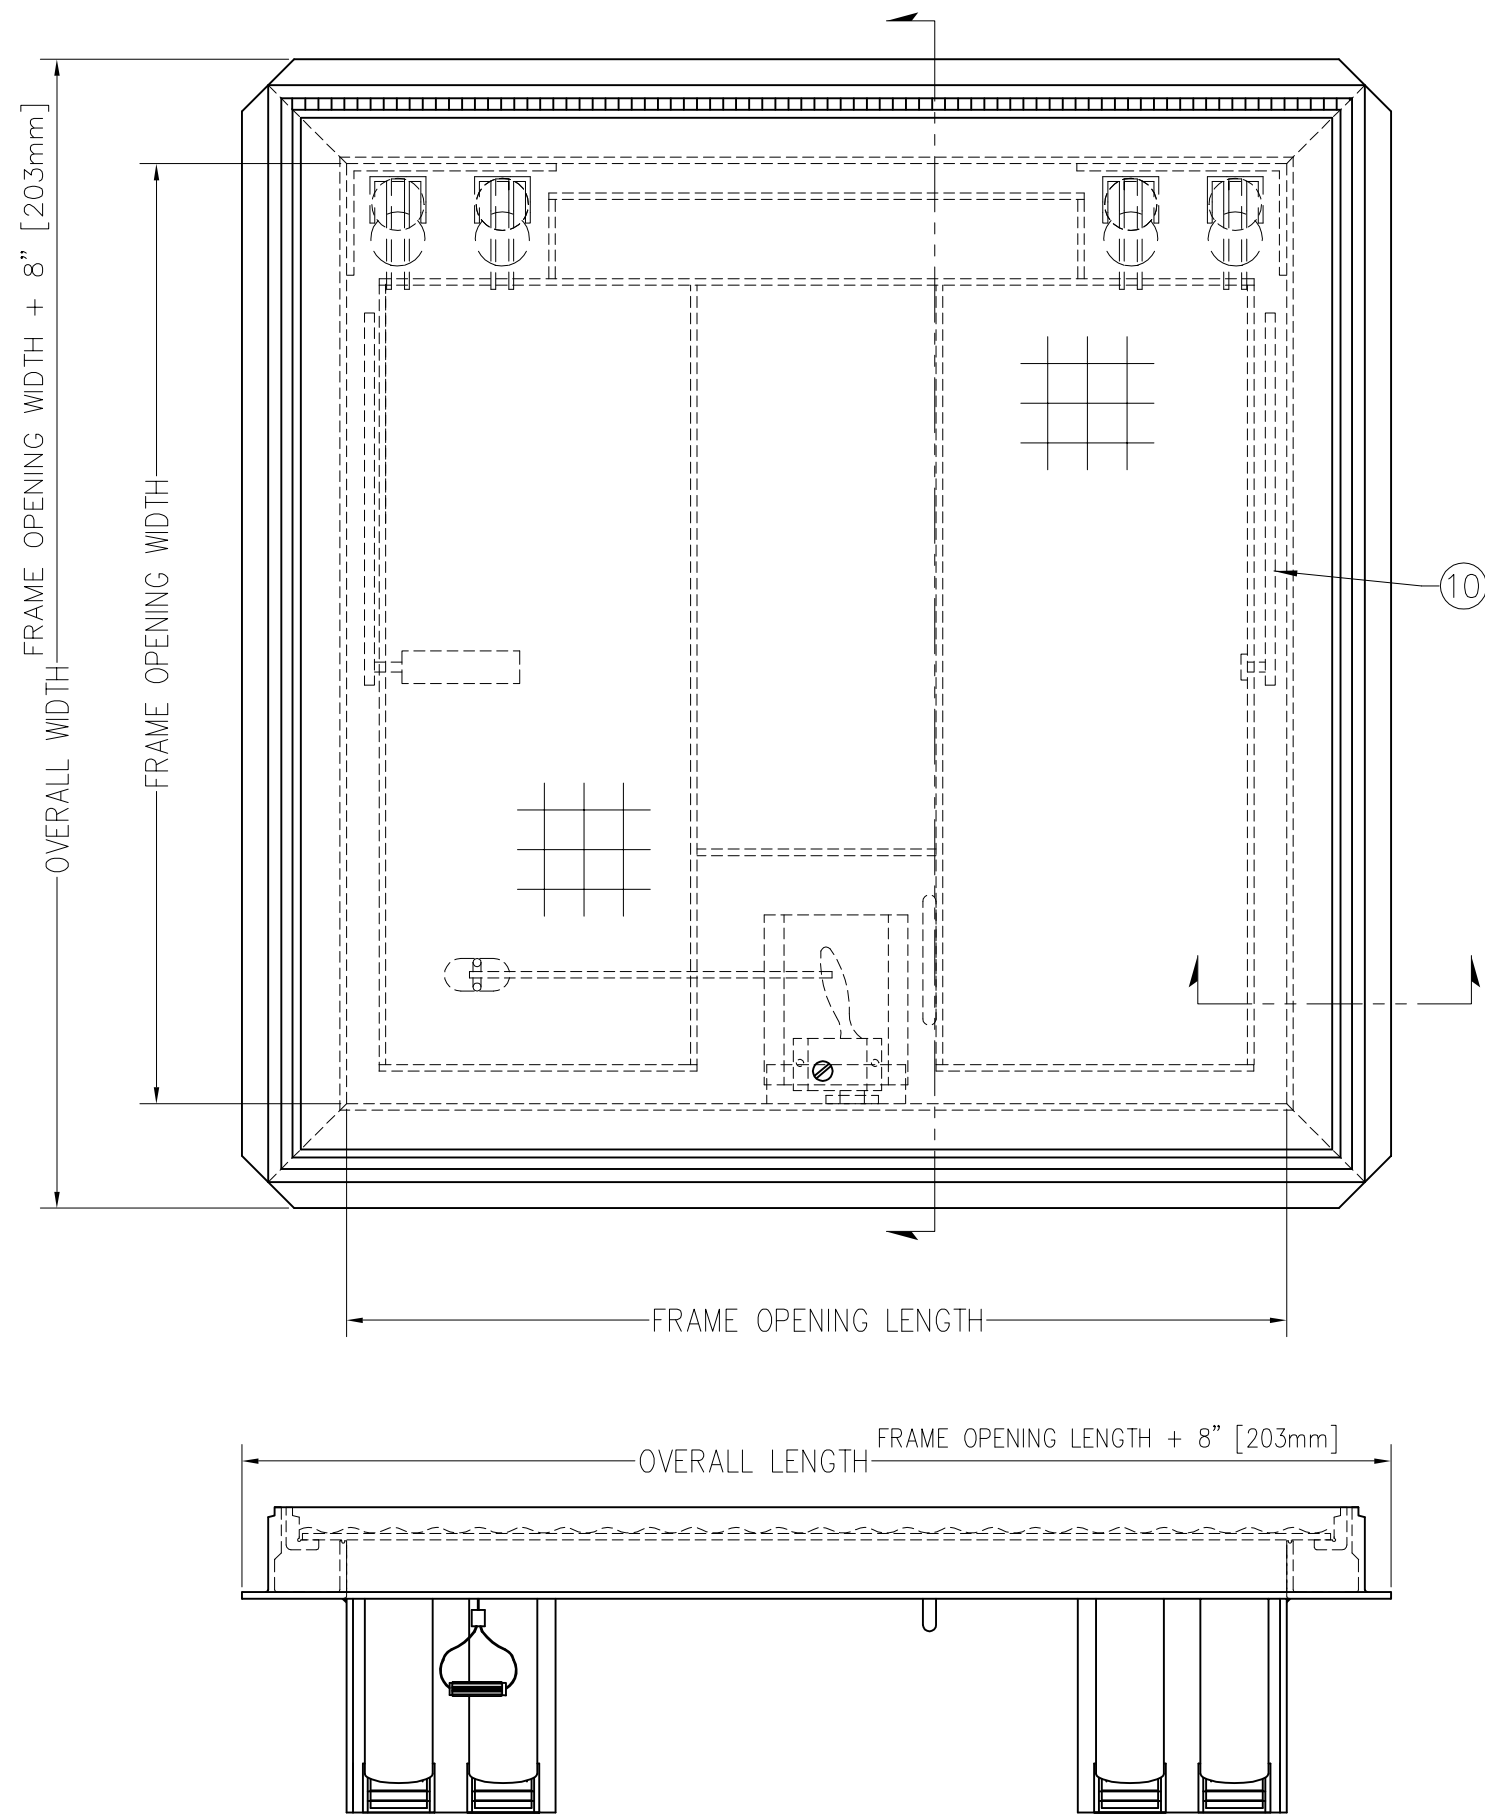 FRAME OPENING WIDTH + 8” [203mm]
OVERALL WIDTH
FRAME OPENING WIDTH
10
FRAME OPENING LENGTH
FRAME OPENING LENGTH + 8” [203mm]
OVERALL LENGTH